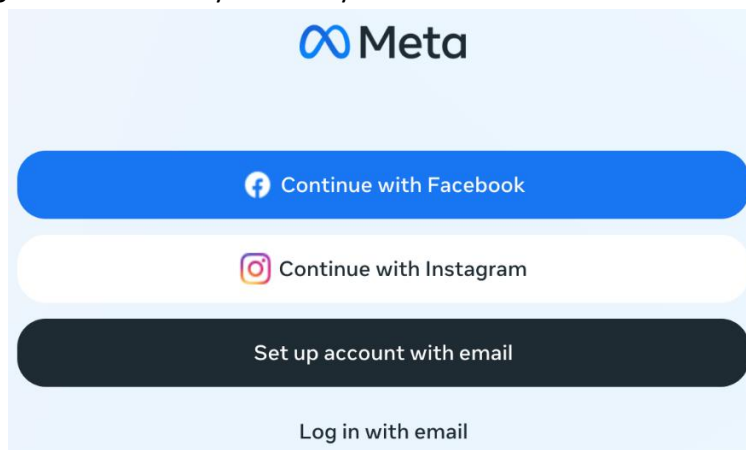 Meta
Continue with Facebook
Continue with Instagram
Set up account with email
Log in with email